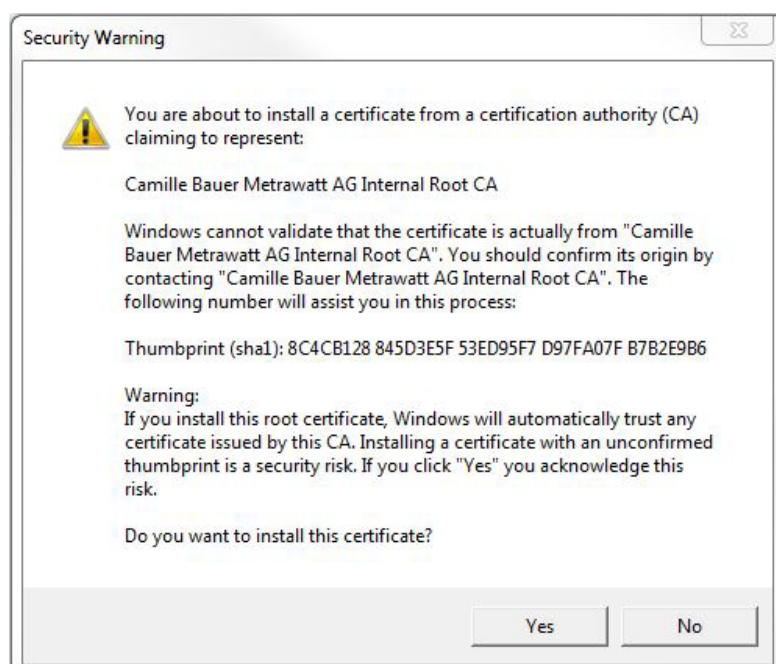 Security Warning
You are about to install a certificate from a certification authority (CA)
claiming to represent:
Camille Bauer Metrawatt AG Internal Root CA
Windows cannot validate that the certificate is actually from "Camille
Bauer Metrawatt AG Internal Root CA". You should confirm its origin by
contacting "Camille Bauer Metrawatt AG Internal Root CA". The
following number will assist you in this process:
Thumbprint (sha1): 8C4CB128 845D3E5F 53ED95F7 D97FA07F B7B2E9B6
Warning:
If you install this root certificate, Windows will automatically trust any
certificate issued by this CA. Installing a certificate with an unconfirmed
thumbprint is a security risk. If you click "Yes" you acknowledge this
risk.
Do you want to install this certificate?
Yes No